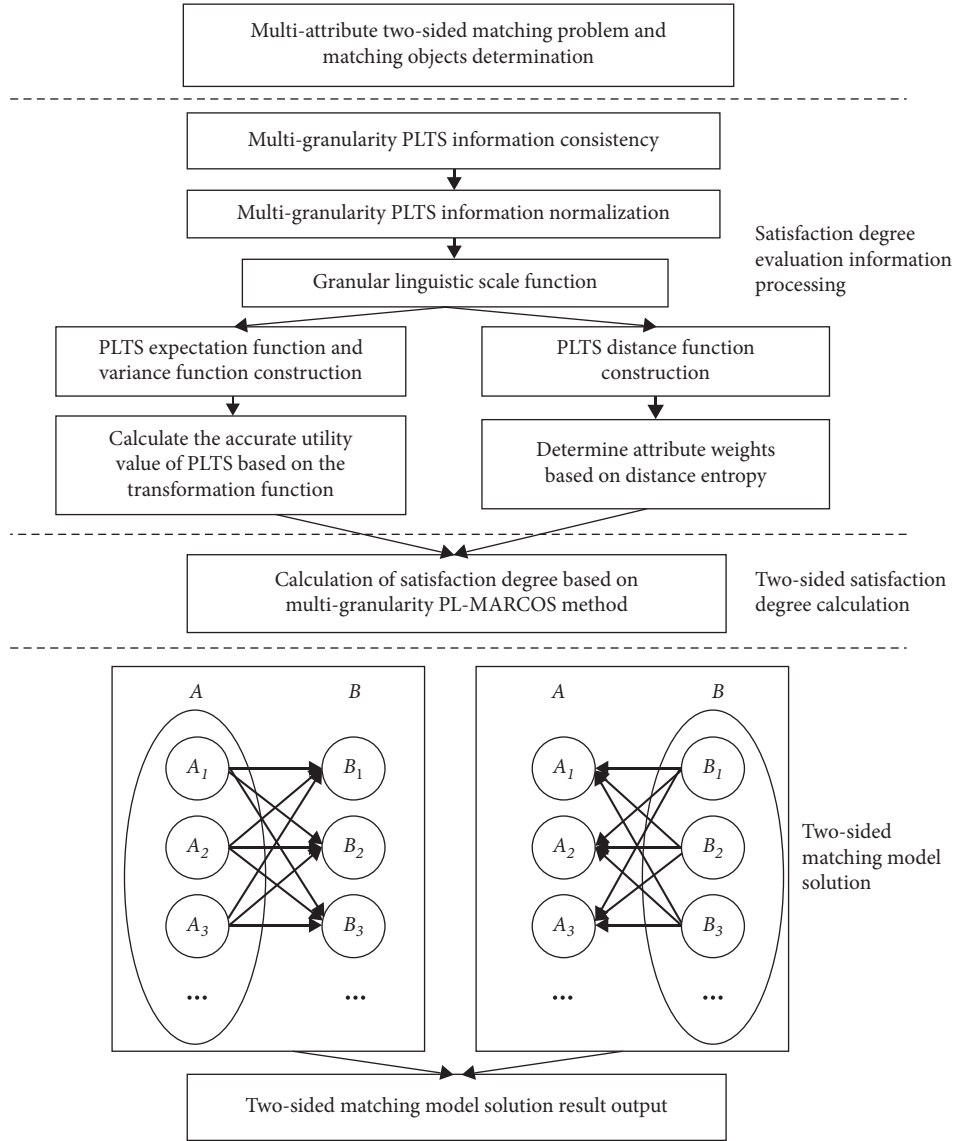 Multi-attribute two-sided matching problem and
matching objects determination
Multi-granularity PLTS information consistency
Multi-granularity PLTS information normalization
Granular linguistic scale function
Satisfaction degree
evaluation information
processing
PLTS expectation function and
variance function construction
PLTS distance function
construction
Calculate the accurate utility
value of PLTS based on the
transformation function
Determine attribute weights
based on distance entropy
Calculation of satisfaction degree based on
multi-granularity PL-MARCOS method
Two-sided satisfaction
degree calculation
A B
A1 B1
A2 B2
A3 B3
... ...
A B
A1 B1
A2 B2
A3 B3
... ...
Two-sided
matching model
solution
Two-sided matching model solution result output